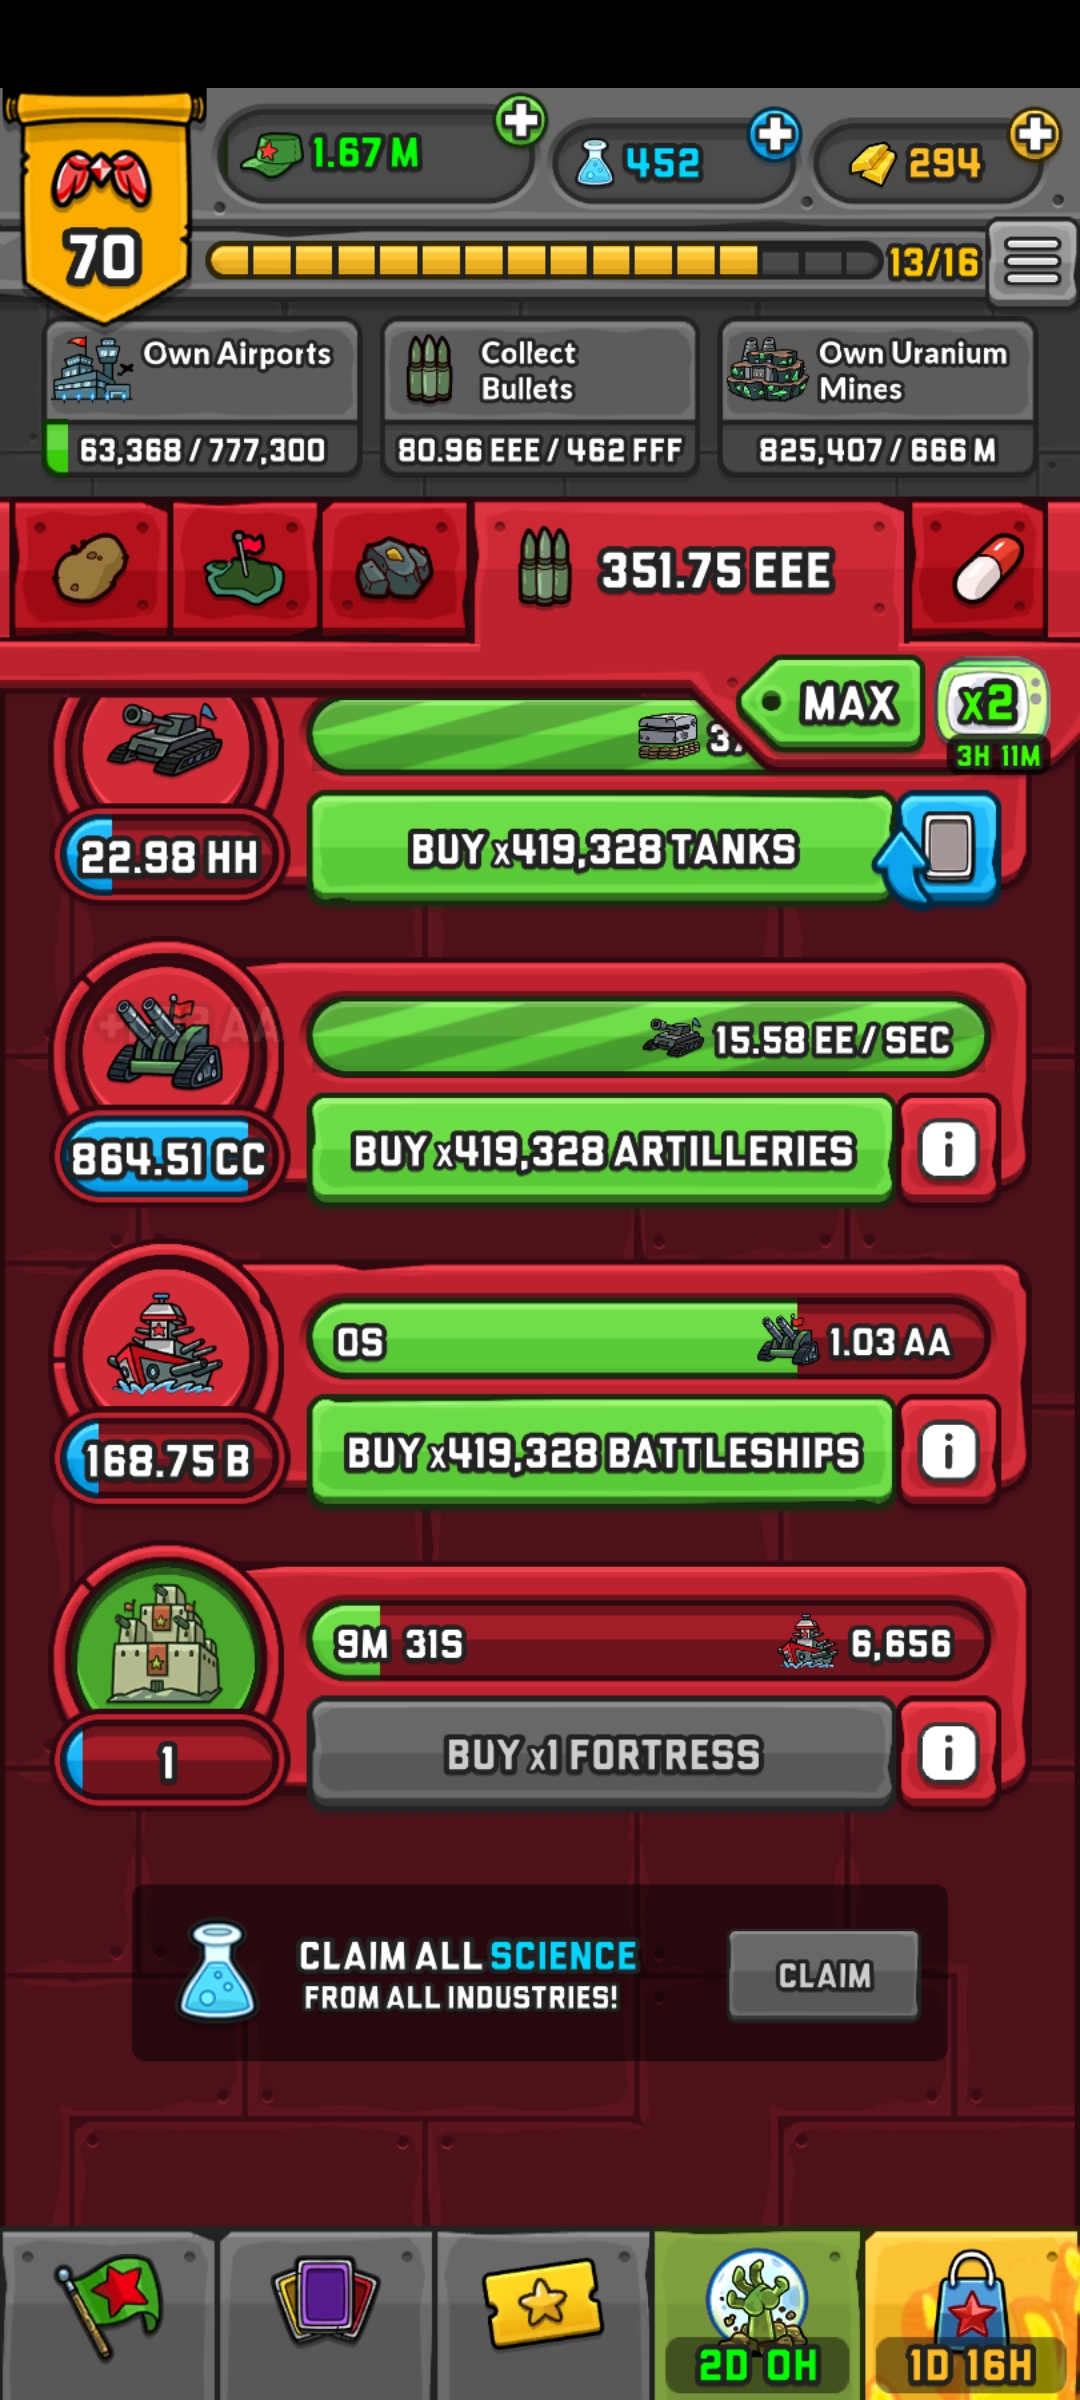 1.67 M
452
294
70
13/16
Own Airports
63,368 / 777,300
Collect
Bullets
80.96 EEE / 462 FFF
Own Uranium
Mines
825,407 / 666 M
351.75 EEE
MAX
x2
3H 11M
22.98 HH
BUY x419,328 TANKS
15.58 EE / SEC
864.51 CC
BUY x419,328 ARTILLERIES
0S
1.03 AA
168.75 B
BUY x419,328 BATTLESHIPS
9M 31S
6,656
1
BUY x1 FORTRESS
CLAIM ALL SCIENCE
FROM ALL INDUSTRIES!
CLAIM
2D 0H
1D 16H